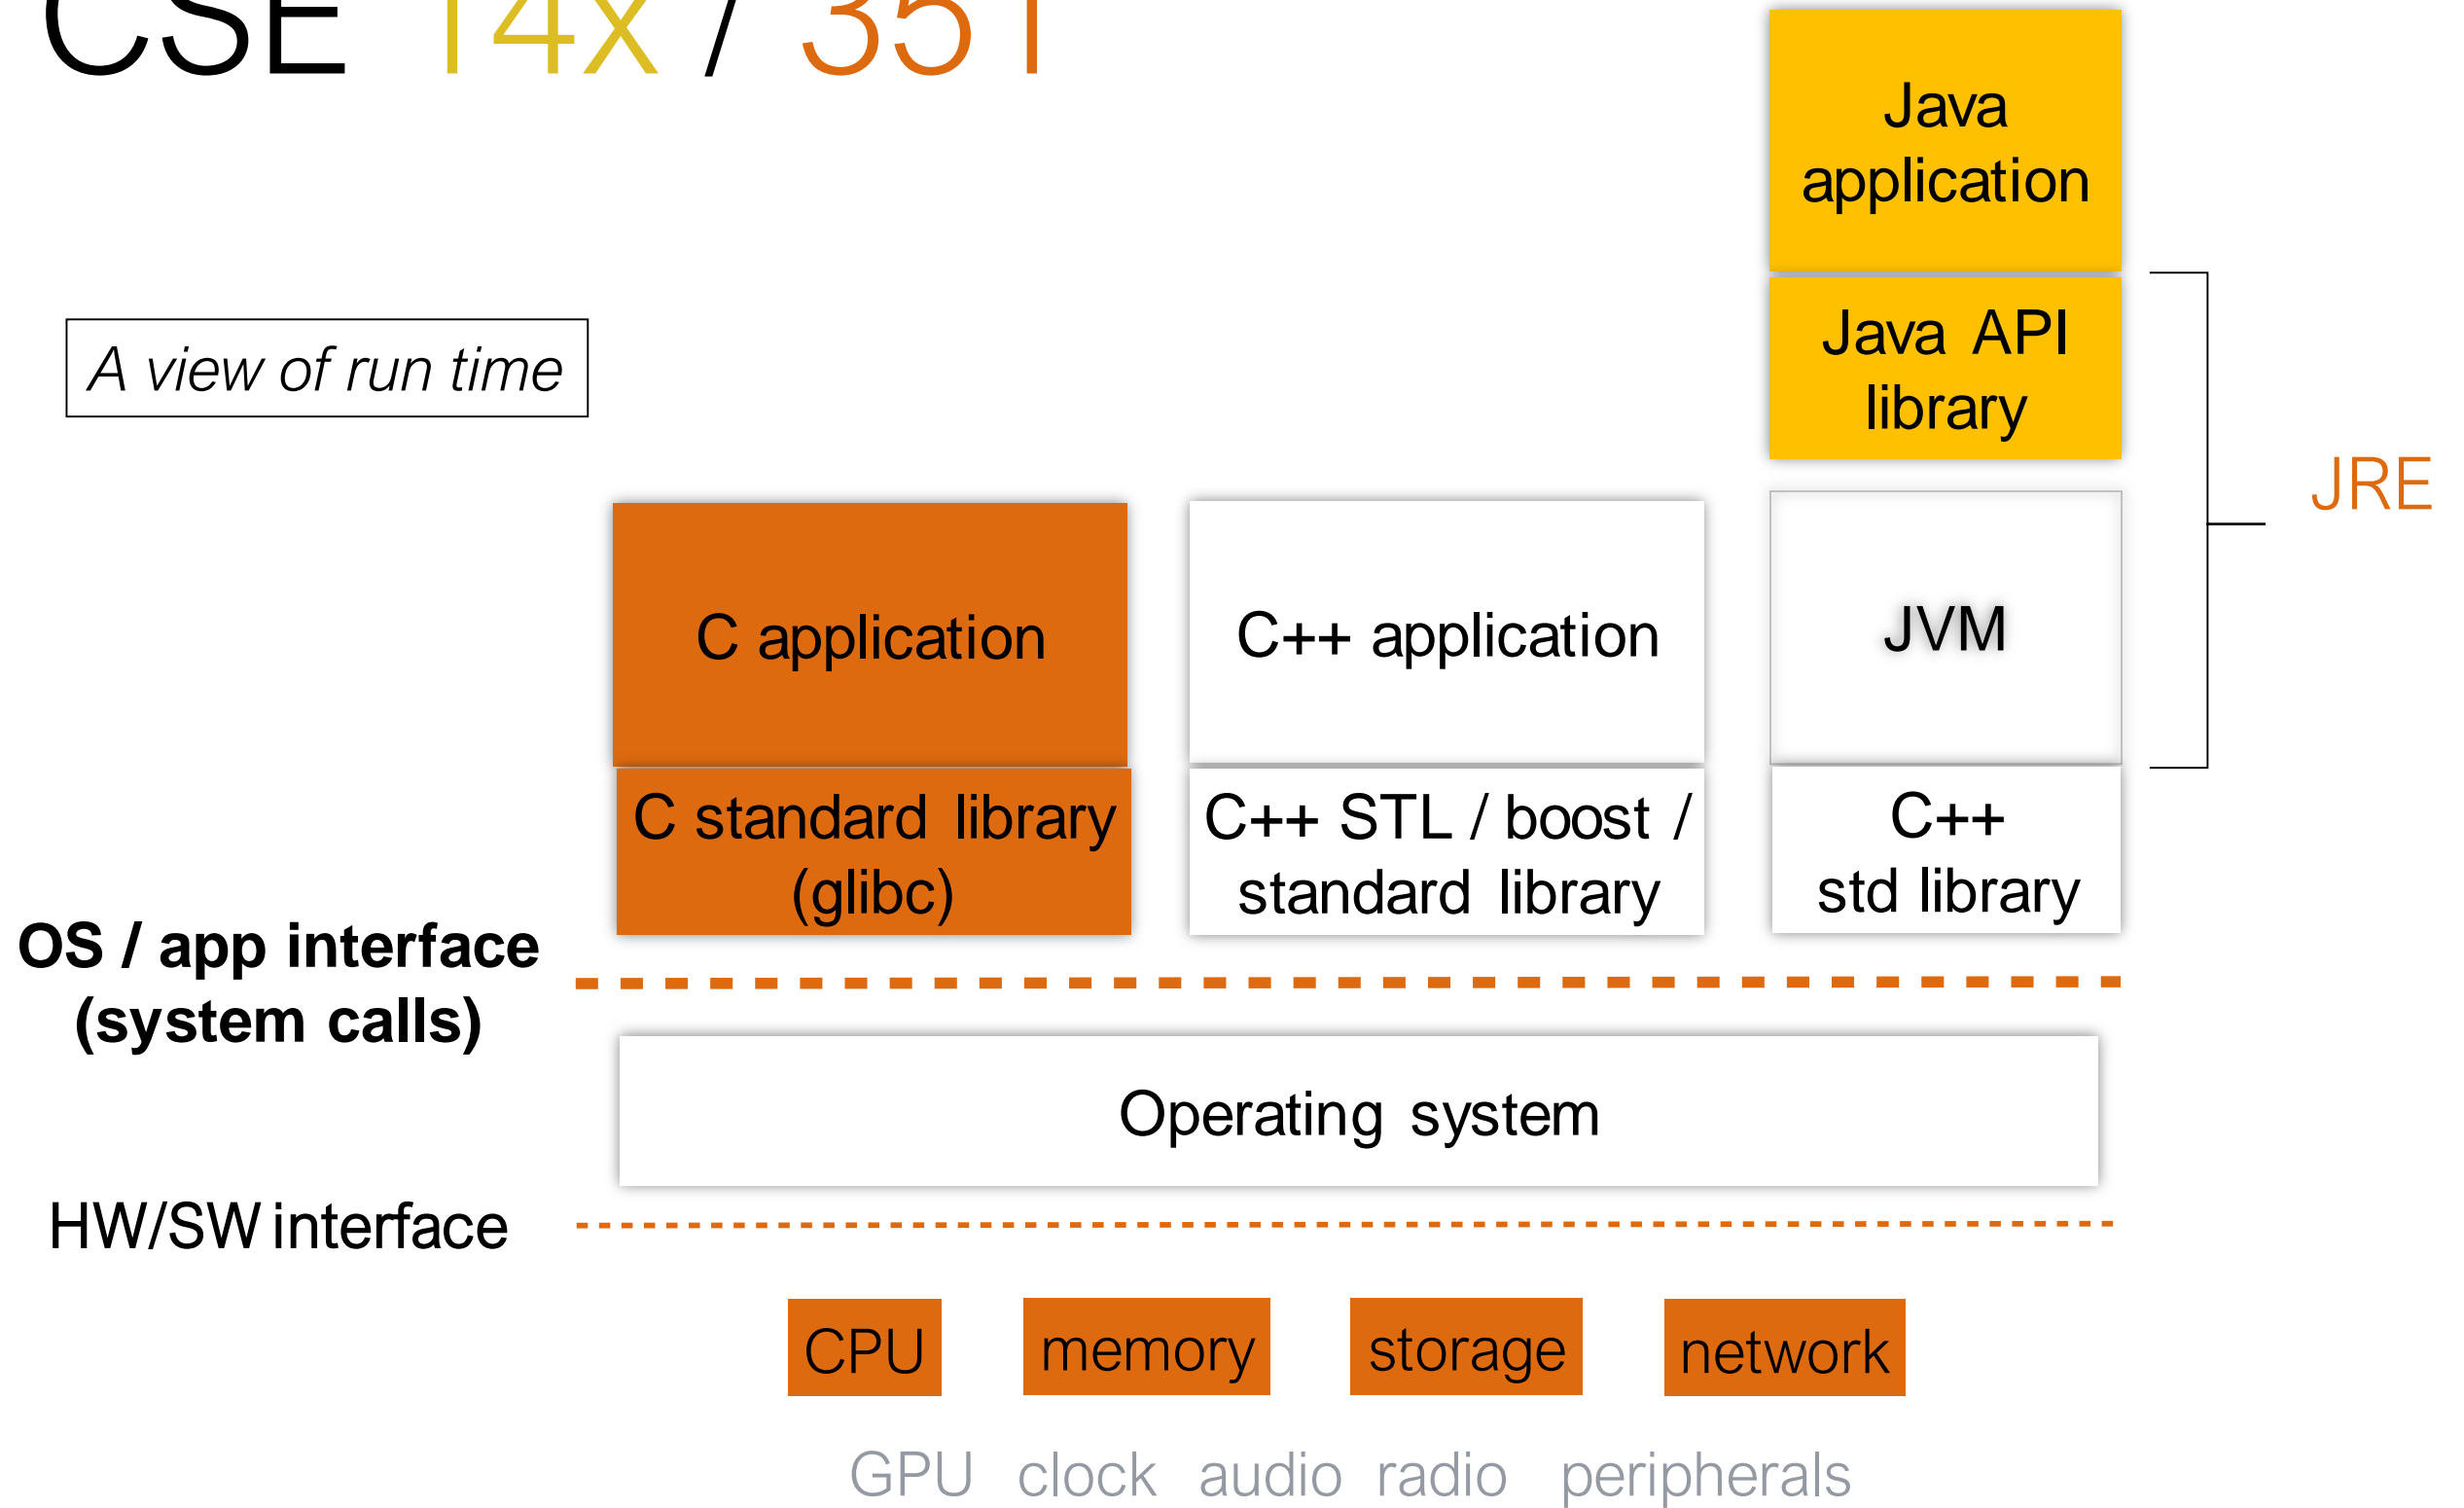 CSE 14x / 351
Java
application
A view of run time
Java API
library
JRE
C application
C++ application
JVM
C standard library
(glibc)
C++ STL / boost /
standard library
C++
std library
OS / app interface
(system calls)
Operating system
HW/SW interface
CPU
memory
storage
network
GPU clock audio radio peripherals